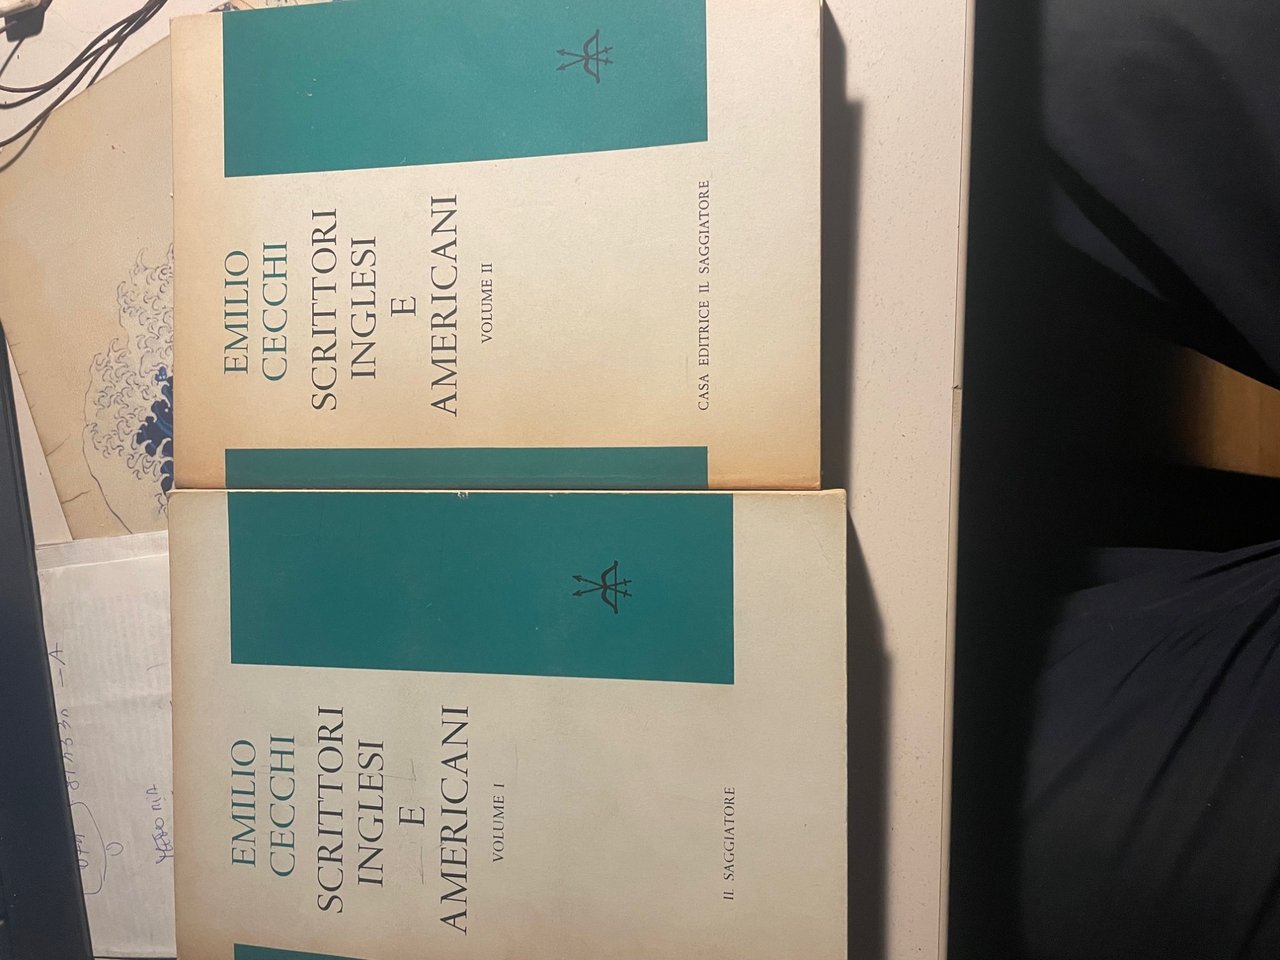 EMILIO
CECCHI
SCRITTORI
INGLESI
E
AMERICANI
VOLUME I
IL SAGGIATORE
EMILIO
CECCHI
SCRITTORI
INGLESI
E
AMERICANI
VOLUME II
CASA EDITRICE IL SAGGIATORE